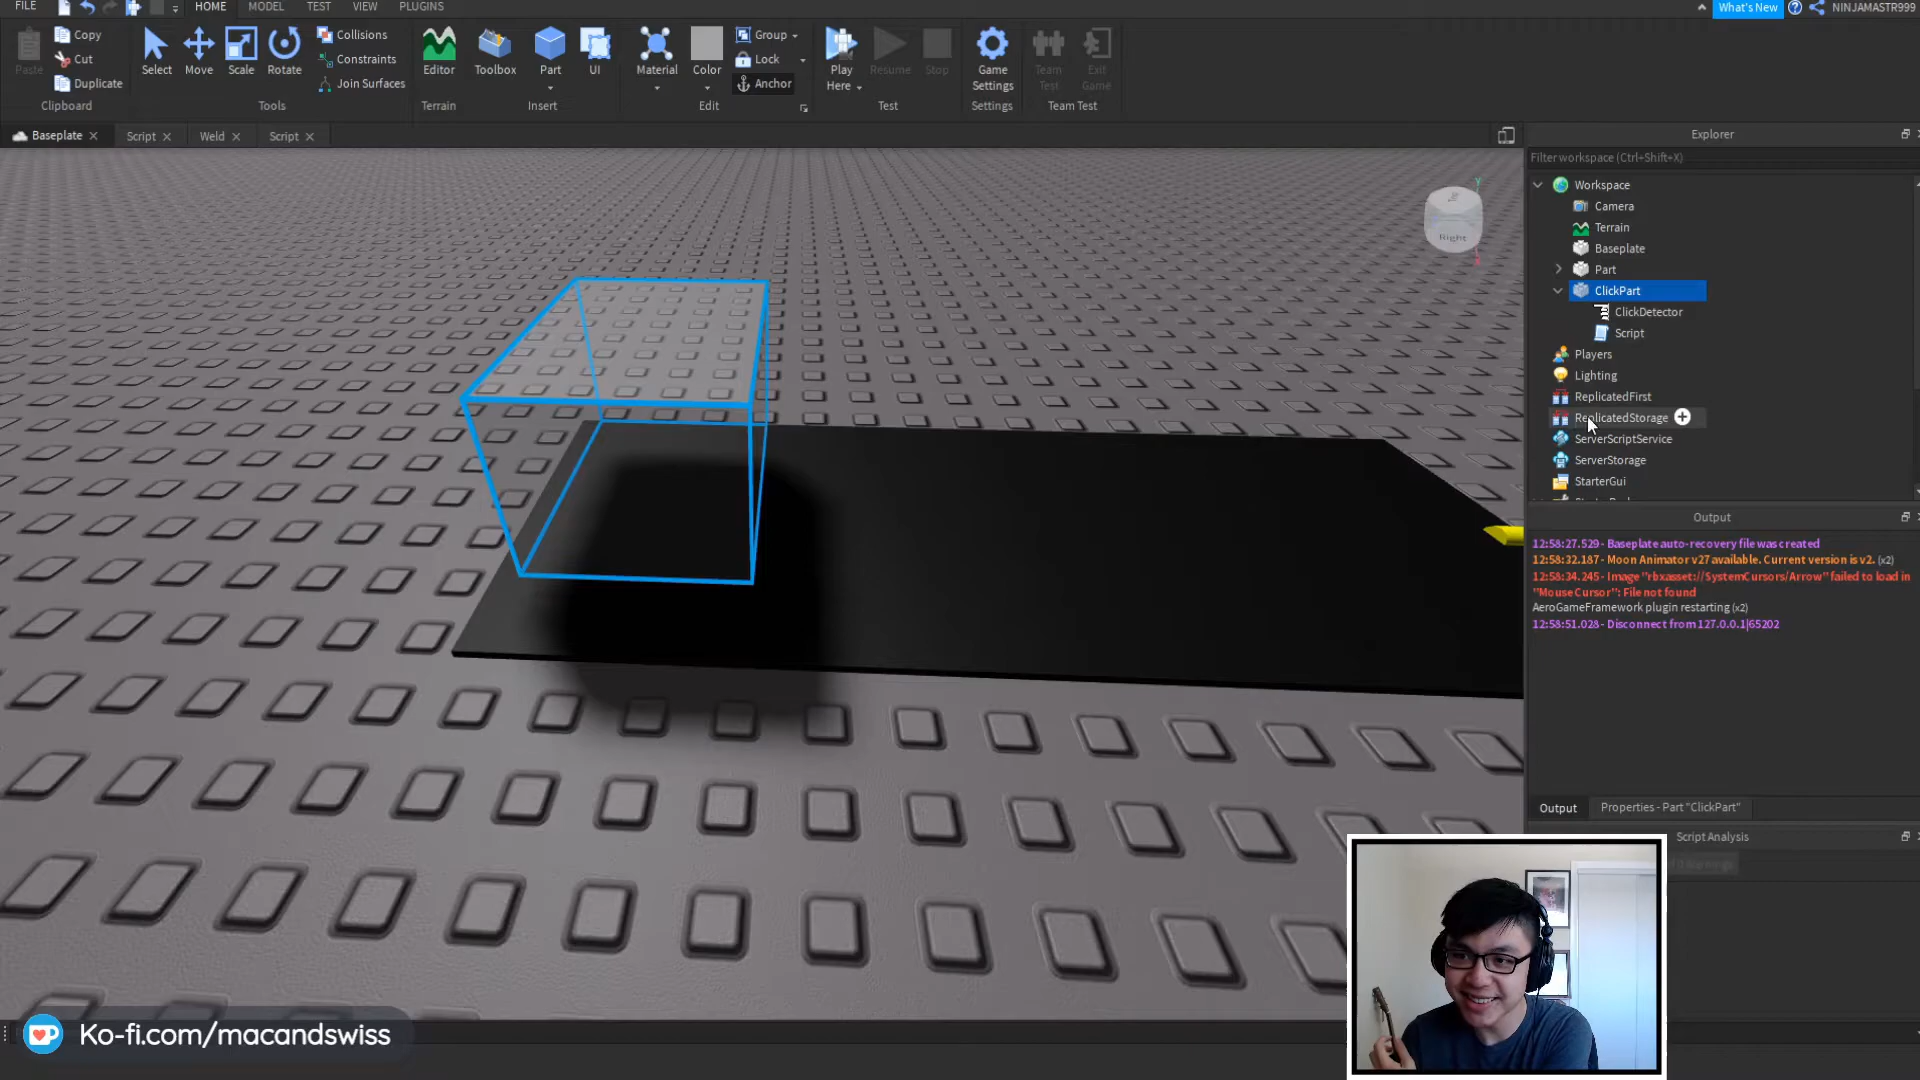 FILE
HOME
MODEL
TEST
VIEW
PLUGINS
What's New
NINJAMASTR999
Paste
Copy
Cut
Duplicate
Clipboard
Select
Move
Scale
Rotate
Collisions
Constraints
Join Surfaces
Tools
Editor
Terrain
Toolbox
Part
UI
Insert
Material
Color
Group
Lock
Anchor
Edit
Play
Here
Resume
Stop
Test
Game
Settings
Settings
Team
Test
Exit
Game
Team Test
Baseplate
Script
Weld
Script
Right
Explorer
Filter workspace (Ctrl+Shift+X)
Workspace
Camera
Terrain
Baseplate
Part
ClickPart
ClickDetector
Script
Players
Lighting
ReplicatedFirst
ReplicatedStorage
ServerScriptService
ServerStorage
StarterGui
Output
12:58:27.529 - Baseplate auto-recovery file was created
12:58:32.187 - Moon Animator v27 available. Current version is v2. (x2)
12:58:34.245 - Image "rbxasset://SystemCursors/Arrow" failed to load in
"MouseCursor": File not found
AeroGameFramework plugin restarting (x2)
12:58:51.028 - Disconnect from 127.0.0.1|65202
Output
Properties - Part "ClickPart"
Script Analysis
Ko-fi.com/macandswiss